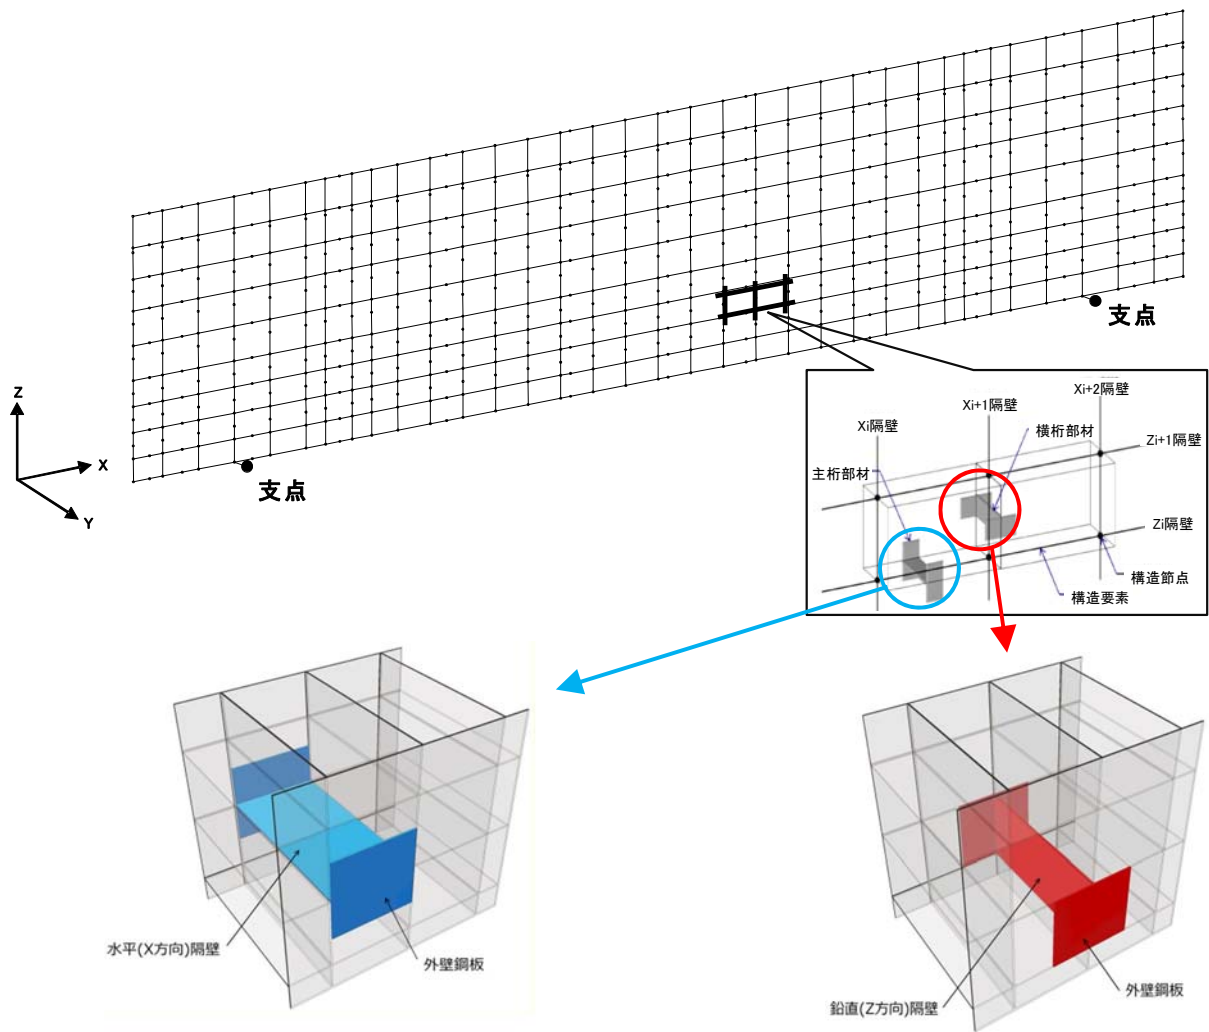 支点
Z
X
Y
支点
Xi+2隔壁
Xi+1隔壁
Xi隔壁
横桁部材
Zi+1隔壁
主桁部材
Zi隔壁
構造節点
構造要素
水平(X方向)隔壁
外壁鋼板
鉛直(Z方向)隔壁
外壁鋼板